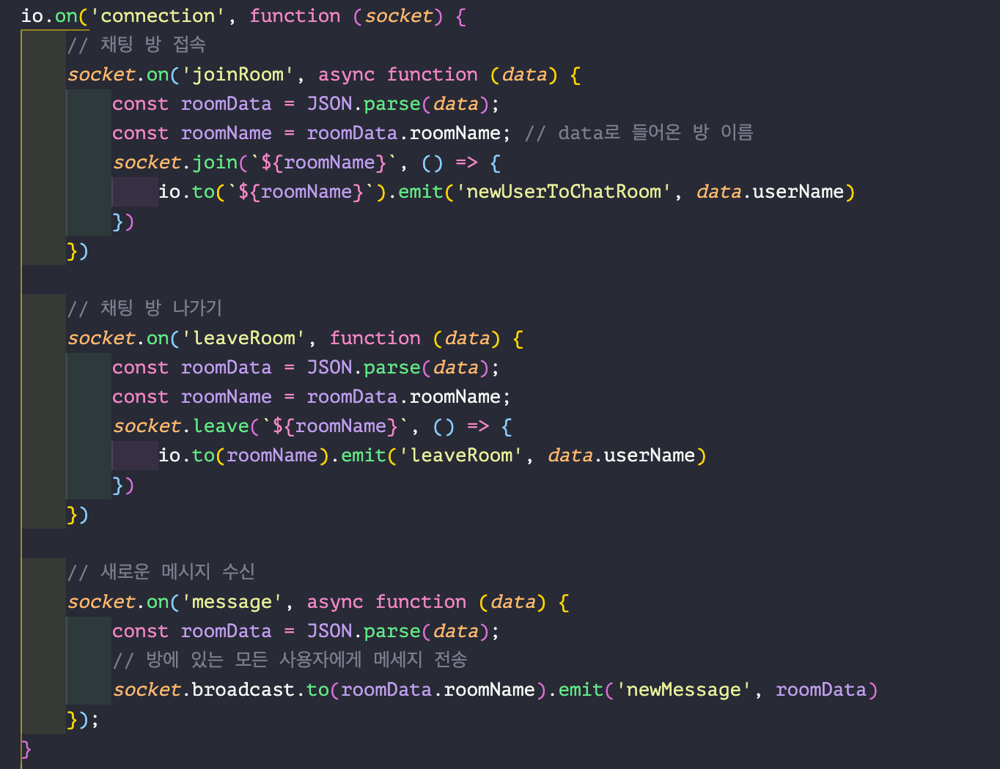 io.on('connection', function (socket) {
// 채팅 방 접속
socket.on('joinRoom', async function (data) {
const roomData = JSON.parse(data);
const roomName = roomData.roomName; // data로 들어온 방 이름
socket.join(`${roomName}`, () => {
io.to(`${roomName}`).emit('newUserToChatRoom', data.userName)
})
})
// 채팅 방 나가기
socket.on('leaveRoom', function (data) {
const roomData = JSON.parse(data);
const roomName = roomData.roomName;
socket.leave(`${roomName}`, () => {
io.to(roomName).emit('leaveRoom', data.userName)
})
})
// 새로운 메시지 수신
socket.on('message', async function (data) {
const roomData = JSON.parse(data);
// 방에 있는 모든 사용자에게 메세지 전송
socket.broadcast.to(roomData.roomName).emit('newMessage', roomData)
});
}